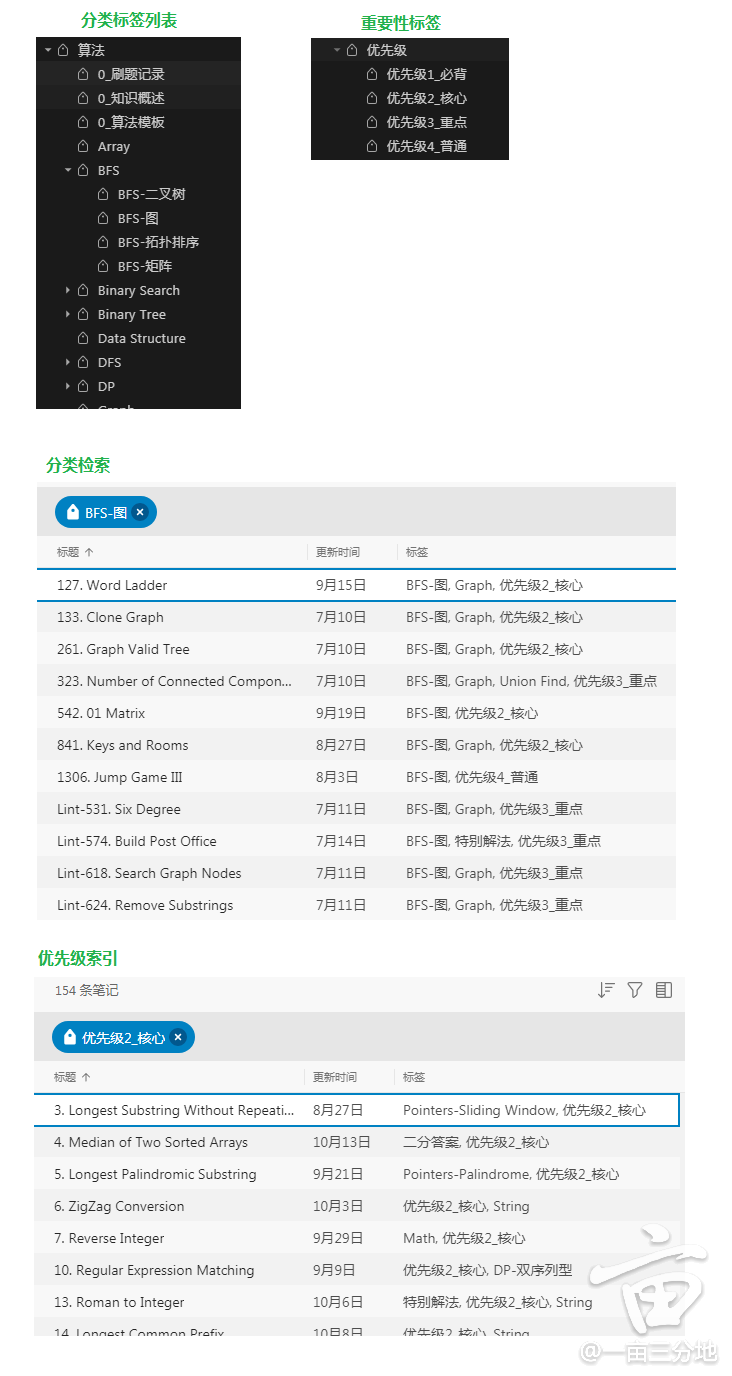 分类标签列表
算法
0_刷题记录
0_知识概述
0_算法模板
Array
BFS
BFS-二叉树
BFS-图
BFS-拓扑排序
BFS-矩阵
Binary Search
Binary Tree
Data Structure
DFS
DP
Graph
重要性标签
优先级
优先级1_必背
优先级2_核心
优先级3_重点
优先级4_普通
分类检索
BFS-图
标题 更新时间 标签
127. Word Ladder 9月15日 BFS-图, Graph, 优先级2_核心
133. Clone Graph 7月10日 BFS-图, Graph, 优先级2_核心
261. Graph Valid Tree 7月10日 BFS-图, Graph, 优先级2_核心
323. Number of Connected Compon... 7月10日 BFS-图, Graph, Union Find, 优先级3_重点
542. 01 Matrix 9月19日 BFS-图, 优先级2_核心
841. Keys and Rooms 8月27日 BFS-图, Graph, 优先级2_核心
1306. Jump Game III 8月3日 BFS-图, 优先级4_普通
Lint-531. Six Degree 7月11日 BFS-图, Graph, 优先级3_重点
Lint-574. Build Post Office 7月14日 BFS-图, 特别解法, 优先级3_重点
Lint-618. Search Graph Nodes 7月11日 BFS-图, Graph, 优先级3_重点
Lint-624. Remove Substrings 7月11日 BFS-图, Graph, 优先级3_重点
优先级索引
154 条笔记
优先级2_核心
标题 更新时间 标签
3. Longest Substring Without Repeati... 8月27日 Pointers-Sliding Window, 优先级2_核心
4. Median of Two Sorted Arrays 10月13日 二分答案, 优先级2_核心
5. Longest Palindromic Substring 9月21日 Pointers-Palindrome, 优先级2_核心
6. ZigZag Conversion 10月3日 优先级2_核心, String
7. Reverse Integer 9月29日 Math, 优先级2_核心
10. Regular Expression Matching 9月9日 优先级2_核心, DP-双序列型
13. Roman to Integer 10月6日 特别解法, 优先级2_核心, String
14. Longest Common Prefix 10月8日 优先级2_核心, String
亩
@一亩三分地